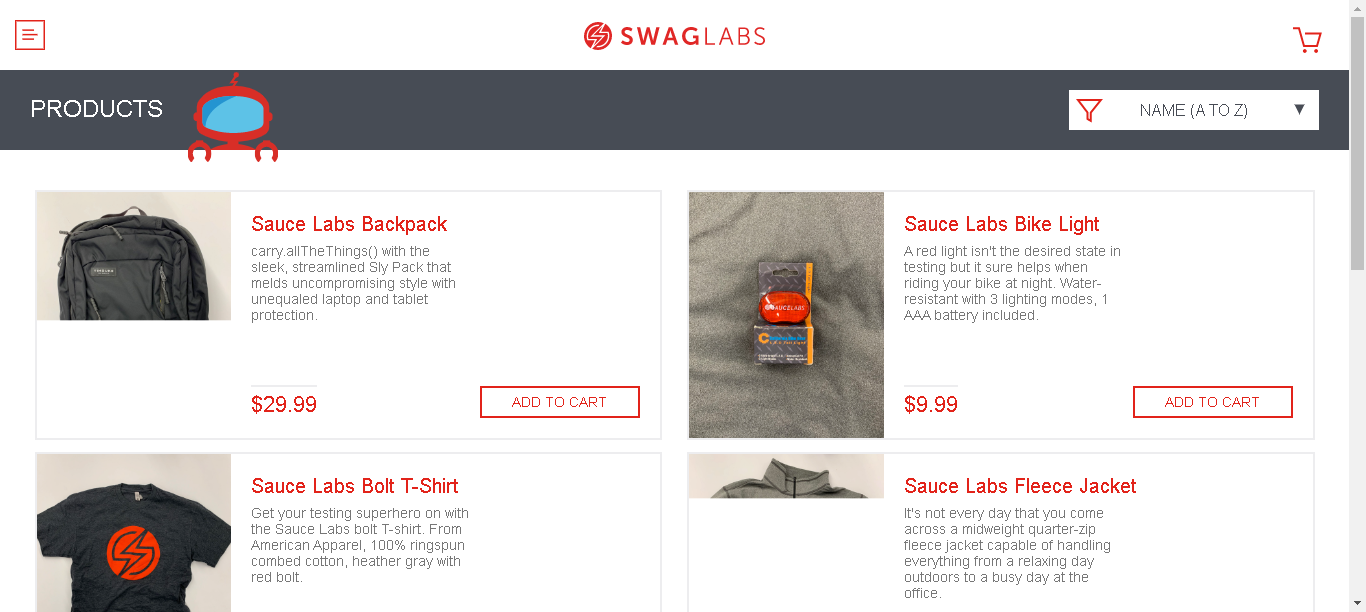 SWAGLABS
PRODUCTS
NAME (A TO Z)
Sauce Labs Backpack
carry.allTheThings() with the
sleek, streamlined Sly Pack that
melds uncompromising style with
unequaled laptop and tablet
protection.
$29.99
ADD TO CART
SAUCELABS
Sauce Labs Bike Light
A red light isn't the desired state in
testing but it sure helps when
riding your bike at night. Water-
resistant with 3 lighting modes, 1
AAA battery included.
$9.99
ADD TO CART
Sauce Labs Bolt T-Shirt
Get your testing superhero on with
the Sauce Labs bolt T-shirt. From
American Apparel, 100% ringspun
combed cotton, heather gray with
red bolt.
Sauce Labs Fleece Jacket
It's not every day that you come
across a midweight quarter-zip
fleece jacket capable of handling
everything from a relaxing day
outdoors to a busy day at the
office.